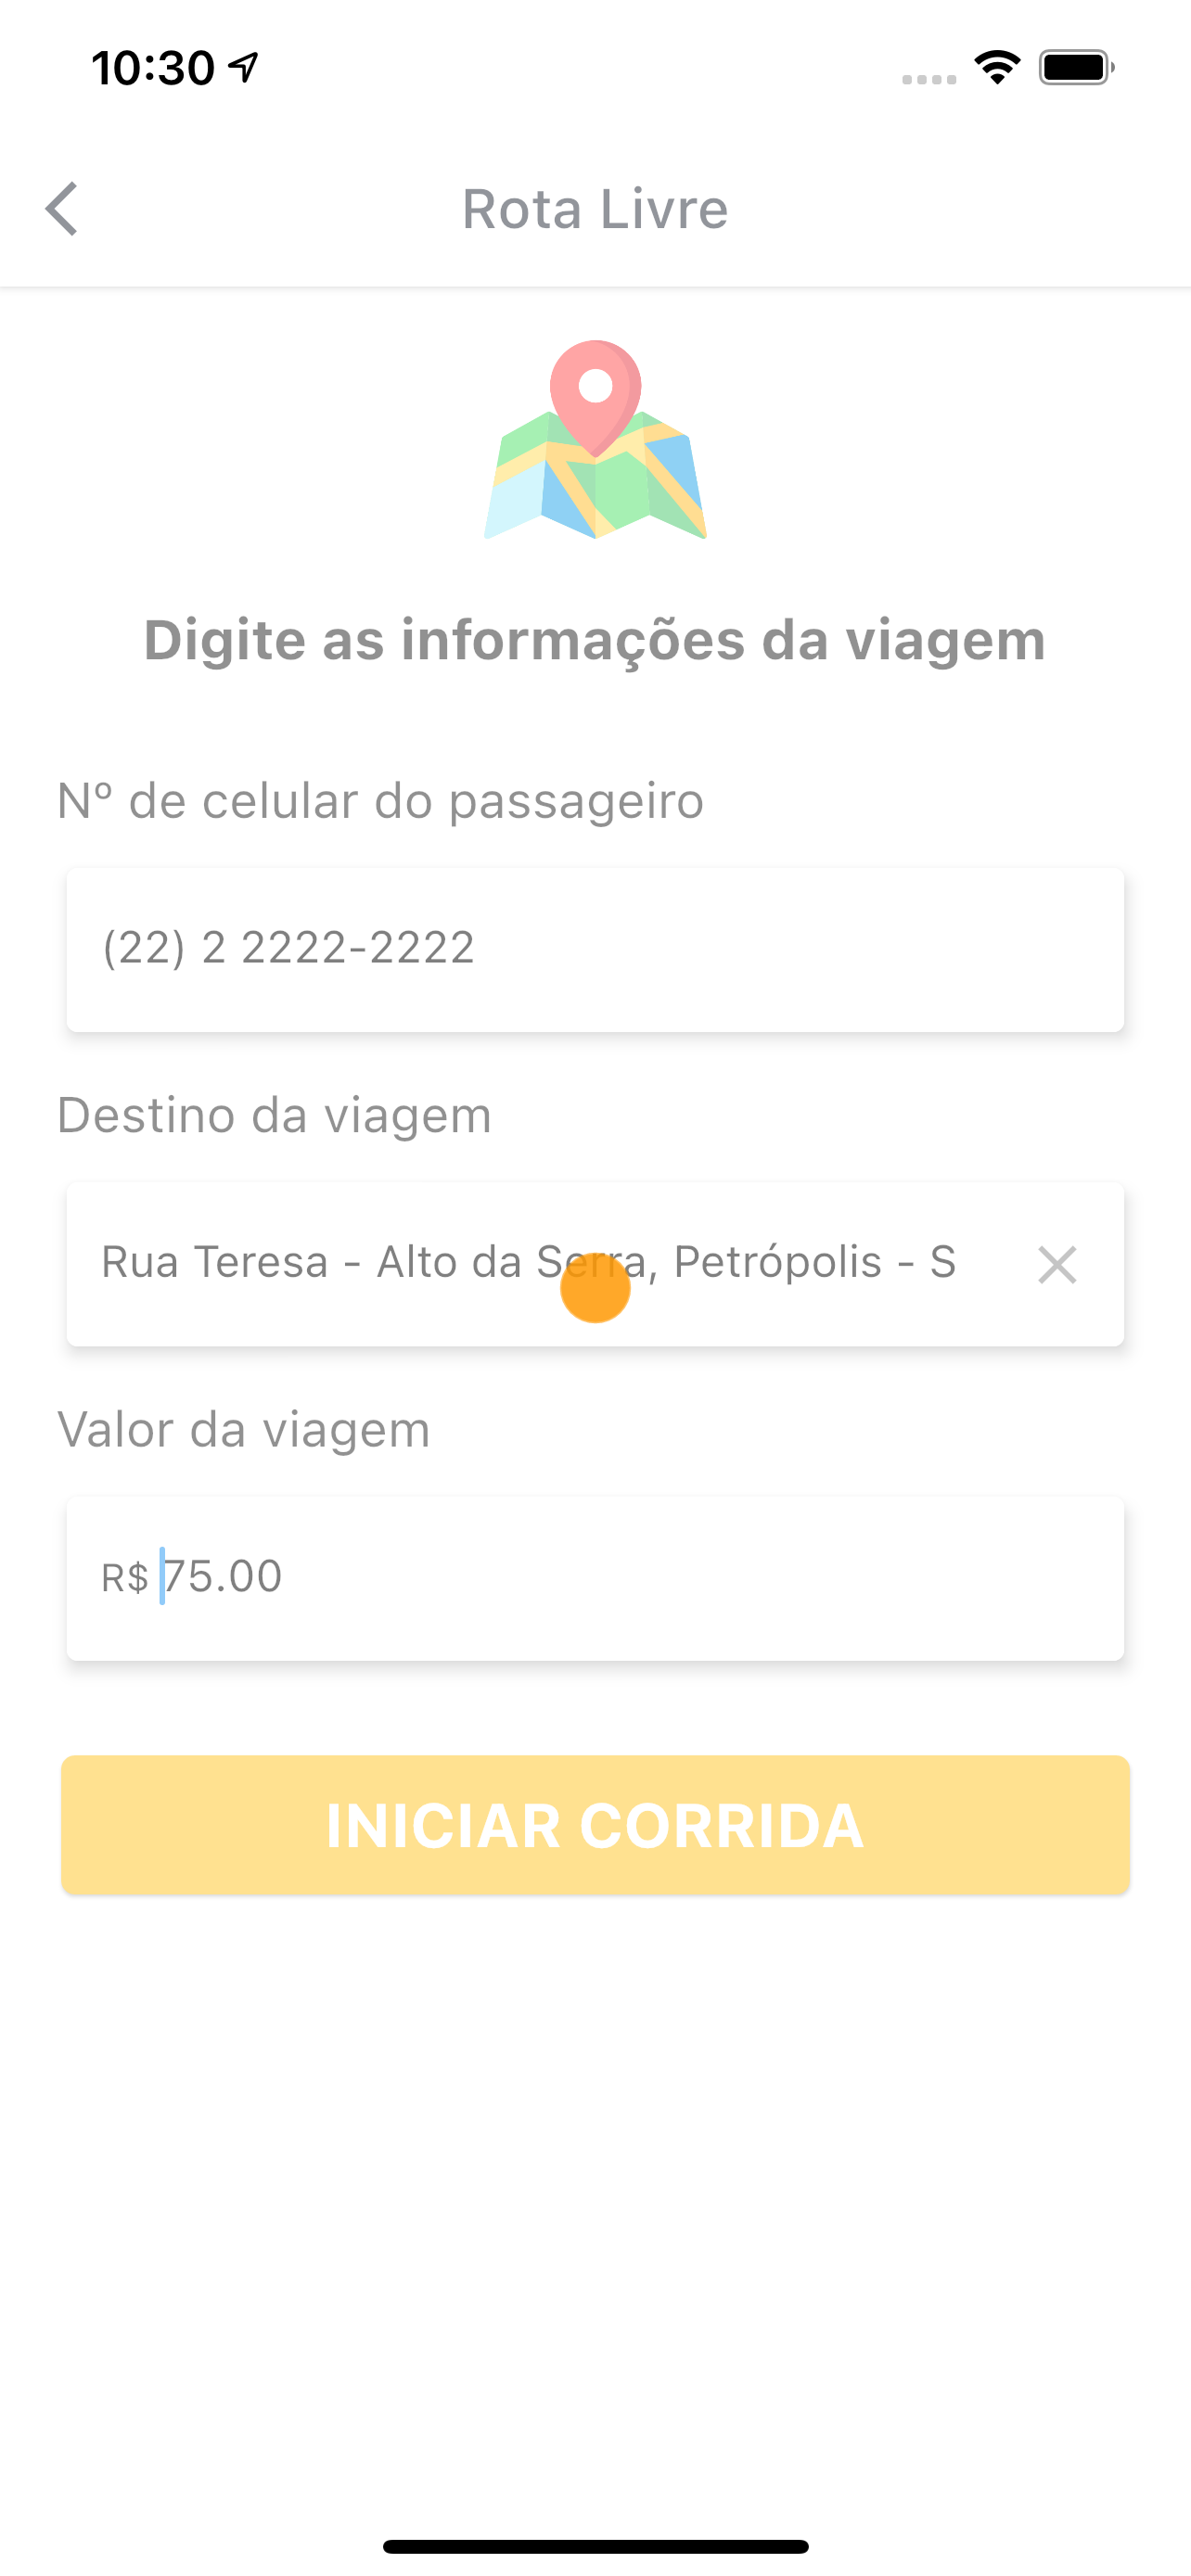 10:30
Rota Livre
Digite as informações da viagem
Nº de celular do passageiro
(22) 2 2222-2222
Destino da viagem
Rua Teresa - Alto da Serra, Petrópolis - S
Valor da viagem
R$ 75.00
INICIAR CORRIDA